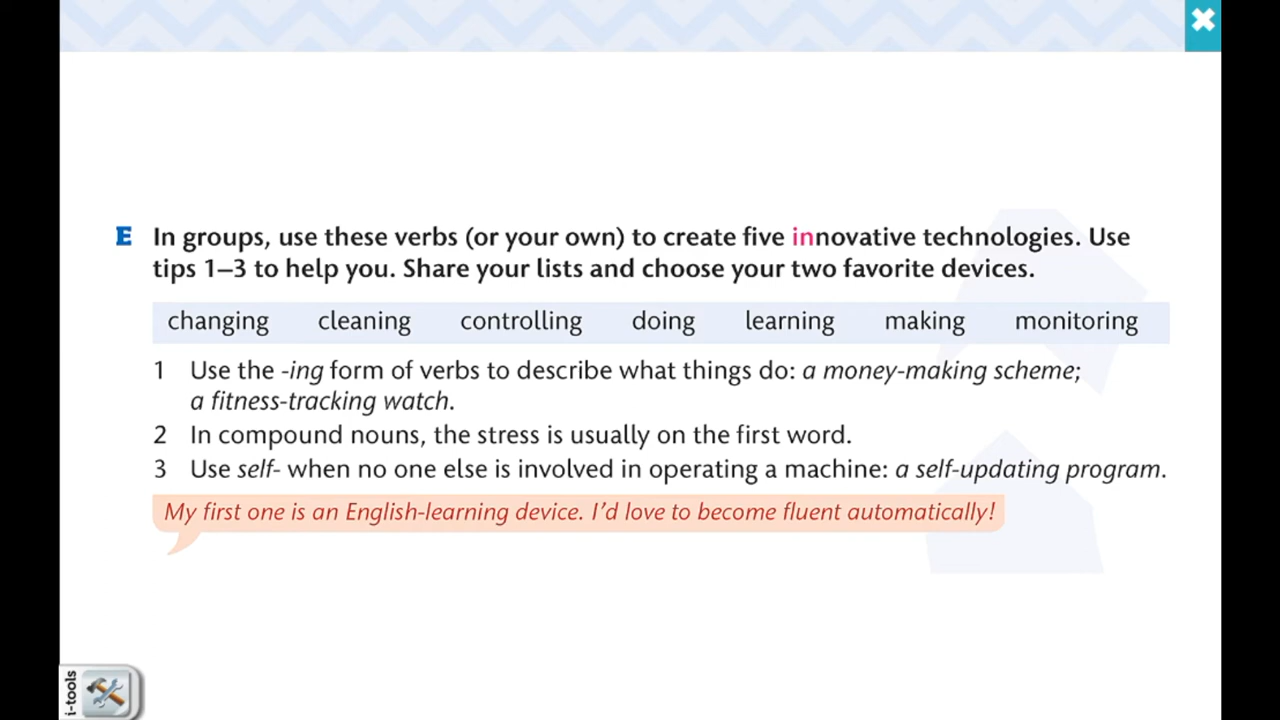 E In groups, use these verbs (or your own) to create five innovative technologies. Use
tips 1–3 to help you. Share your lists and choose your two favorite devices.
changing cleaning controlling doing learning making monitoring
1 Use the -ing form of verbs to describe what things do: a money-making scheme;
a fitness-tracking watch.
2 In compound nouns, the stress is usually on the first word.
3 Use self- when no one else is involved in operating a machine: a self-updating program.
My first one is an English-learning device. I'd love to become fluent automatically!
i-tools